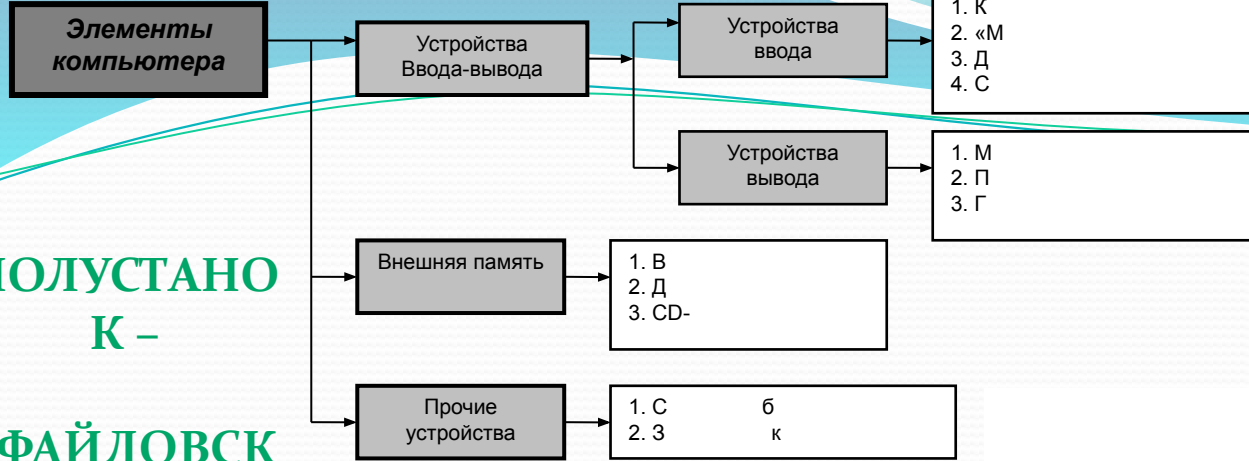 Элементы
компьютера
Устройства
Ввода-вывода
Устройства
ввода
1. К
2. «М
3. Д
4. С
Устройства
вывода
1. М
2. П
3. Г
Внешняя память
1. В
2. Д
3. CD-
Прочие
устройства
1. С б
2. З к
ПОЛУСТАНО
К –
ФАЙЛОВСК